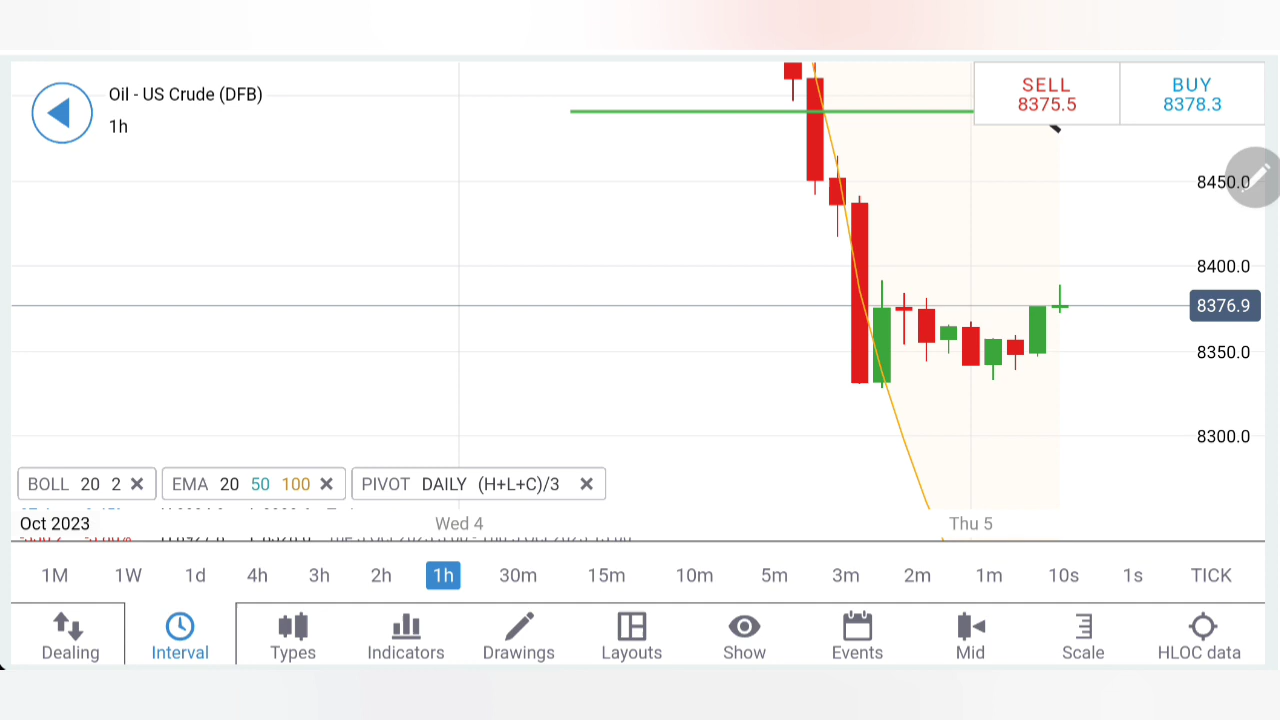 Oil - US Crude (DFB)
1h
SELL
8375.5
BUY
8378.3
8450.0
8400.0
8376.9
8350.0
8300.0
BOLL 20 2
EMA 20 50 100
PIVOT DAILY (H+L+C)/3
Oct 2023
Wed 4
Thu 5
1M 1W 1d 4h 3h 2h 1h 30m 15m 10m 5m 3m 2m 1m 10s 1s TICK
Dealing Interval Types Indicators Drawings Layouts Show Events Mid Scale HLOC data